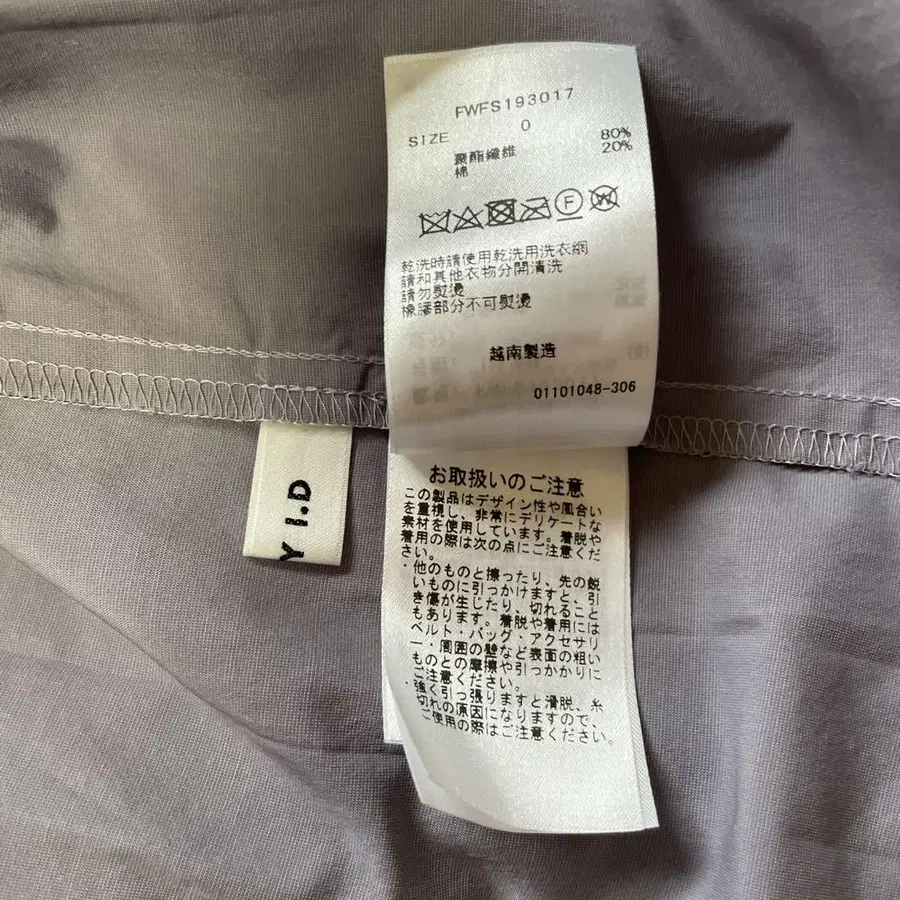 FWFS193017
SIZE 0
聚酯纖維 80%
棉 20%
F W
乾洗時請使用乾洗用洗衣網
請和其他衣物分開清洗
請勿熨燙
橡膠部分不可熨燙
越南製造
01101048-306
Y I.D
お取扱いのご注意
この製品はデザイン性や風合い
を重視し、非常にデリケートな
素材を使用しています。着脱や
着用の際は次の点にご注意くだ
さい。
・他のものと擦ったり、先の鋭
いものに引っかけますと、引
き傷が生じたり、切れること
もあります。着脱や着用には
ベルト・バッグ・アクセサリ
ー・周囲の壁など表面の粗い
ものとの摩擦や引っかかりに
ご注意ください。
・強く引っ張りますと滑脱、糸
切れの原因になりますので、
ご使用の際はご注意ください。